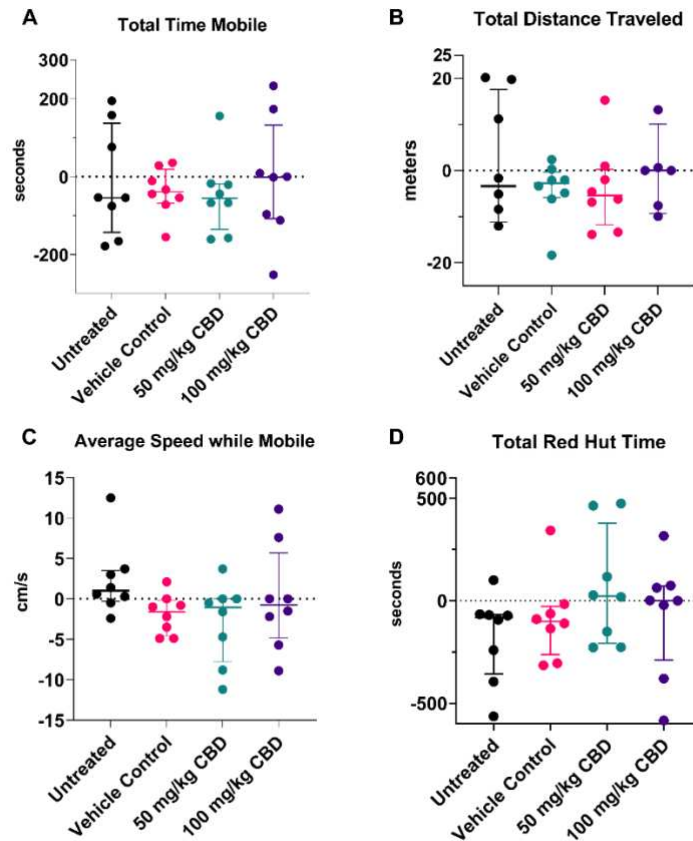 A
Total Time Mobile
300
200
0
-200
seconds
Untreated
Vehicle Control
50 mg/kg CBD
100 mg/kg CBD
B
Total Distance Traveled
25
20
0
-20
meters
Untreated
Vehicle Control
50 mg/kg CBD
100 mg/kg CBD
C
Average Speed while Mobile
15
10
5
0
-5
-10
-15
cm/s
Untreated
Vehicle Control
50 mg/kg CBD
100 mg/kg CBD
D
Total Red Hut Time
600
500
0
-500
seconds
Untreated
Vehicle Control
50 mg/kg CBD
100 mg/kg CBD